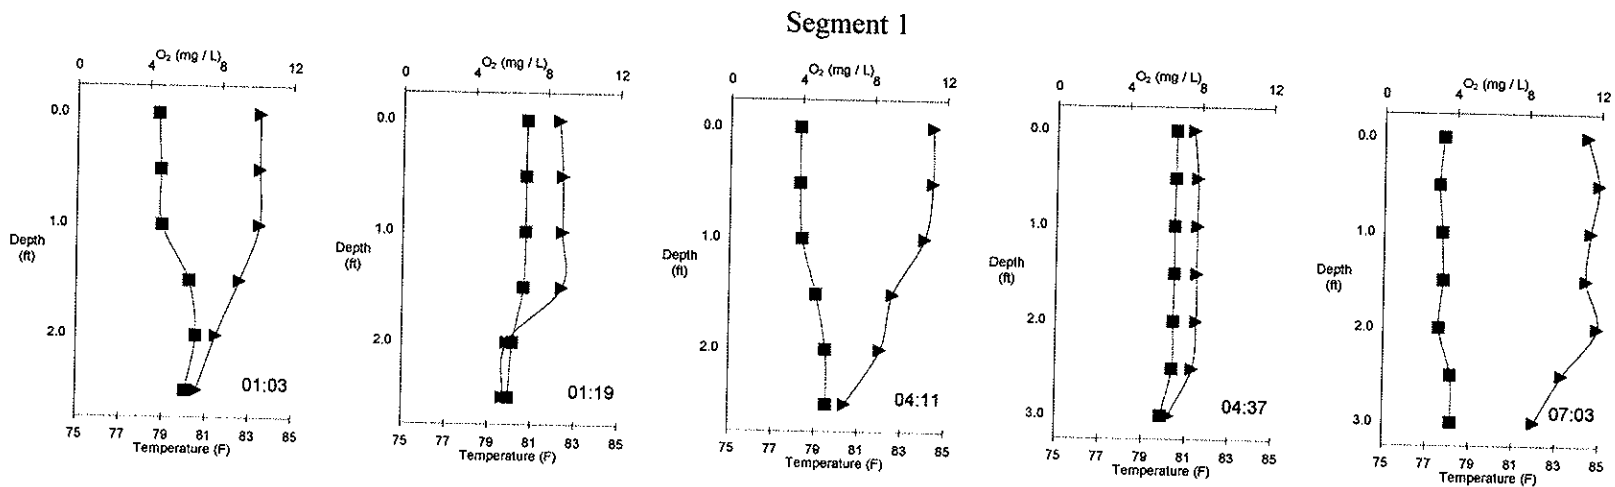 Segment 1
O₂ (mg / L)
0 4 8 12
0.0
1.0
Depth
(ft)
2.0
01:03
75 77 79 81 83 85
Temperature (F)
O₂ (mg / L)
0 4 8 12
0.0
1.0
Depth
(ft)
2.0
01:19
75 77 79 81 83 85
Temperature (F)
O₂ (mg / L)
0 4 8 12
0.0
1.0
Depth
(ft)
2.0
04:11
75 77 79 81 83 85
Temperature (F)
O₂ (mg / L)
0 4 8 12
0.0
1.0
Depth
(ft)
2.0
04:37
3.0
75 77 79 81 83 85
Temperature (F)
O₂ (mg / L)
0 4 8 12
0.0
1.0
Depth
(ft)
2.0
07:03
3.0
75 77 79 81 83 85
Temperature (F)